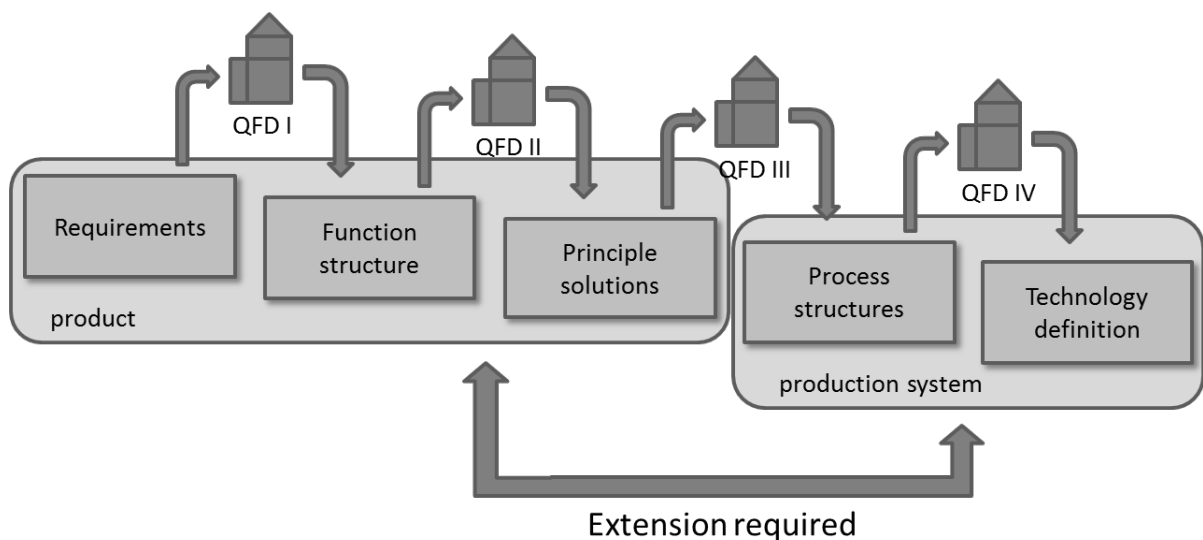 QFD I
QFD II
QFD III
QFD IV
Requirements
Function
structure
Principle
solutions
product
Process
structures
Technology
definition
production system
Extension required